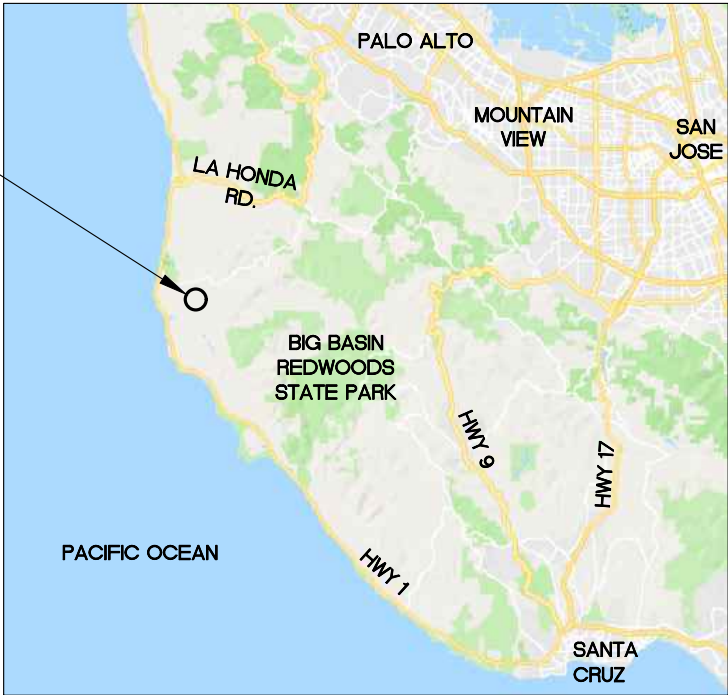 PALO ALTO
MOUNTAIN
VIEW
SAN
JOSE
LA HONDA
RD.
BIG BASIN
REDWOODS
STATE PARK
HWY 9
HWY 17
PACIFIC OCEAN
HWY 1
SANTA
CRUZ